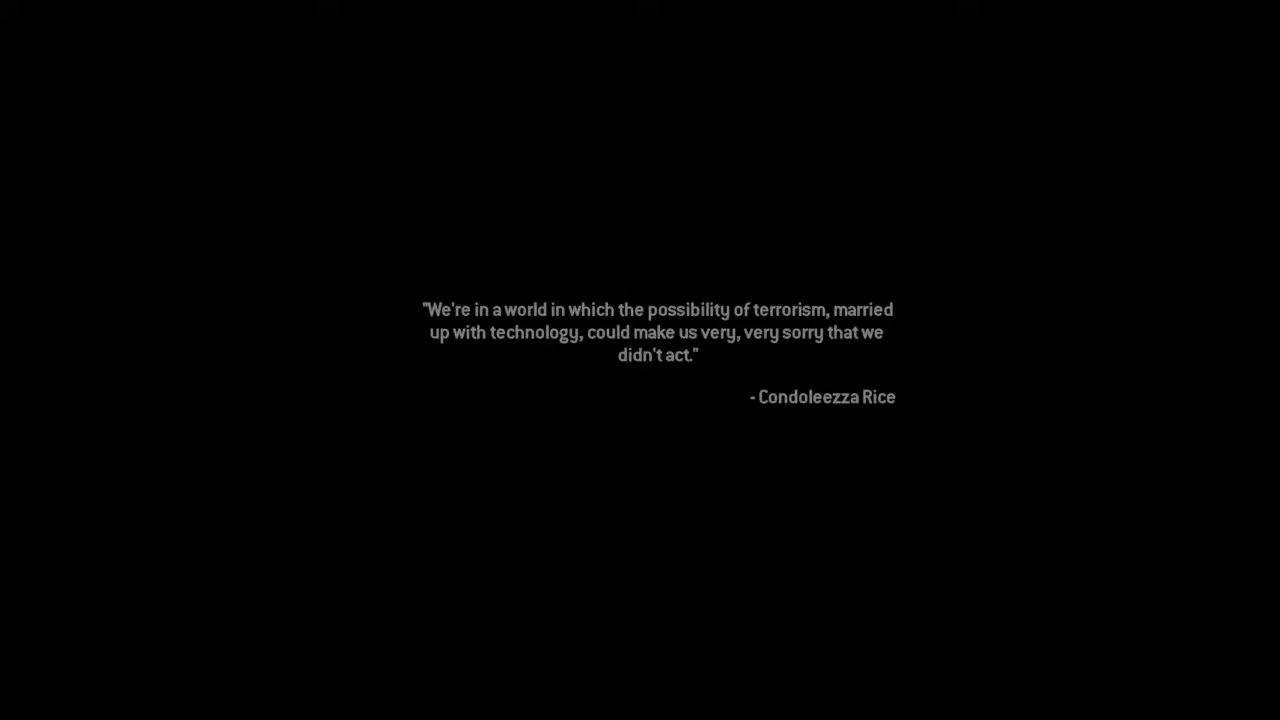 "We're in a world in which the possibility of terrorism, married
up with technology, could make us very, very sorry that we
didn't act."
- Condoleezza Rice